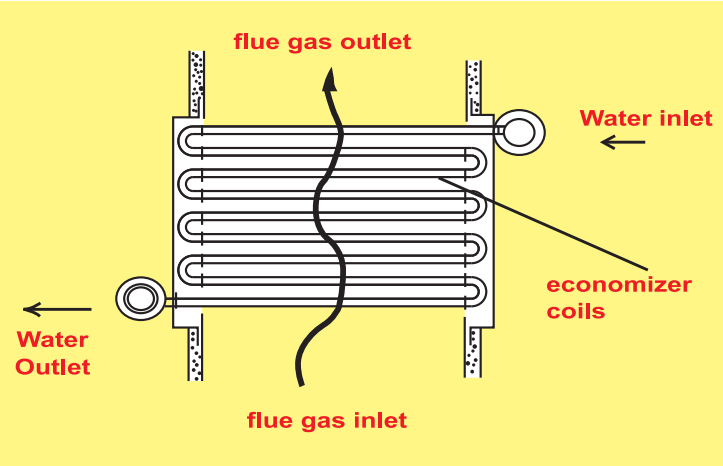 flue gas outlet
Water inlet
economizer
coils
Water
Outlet
flue gas inlet